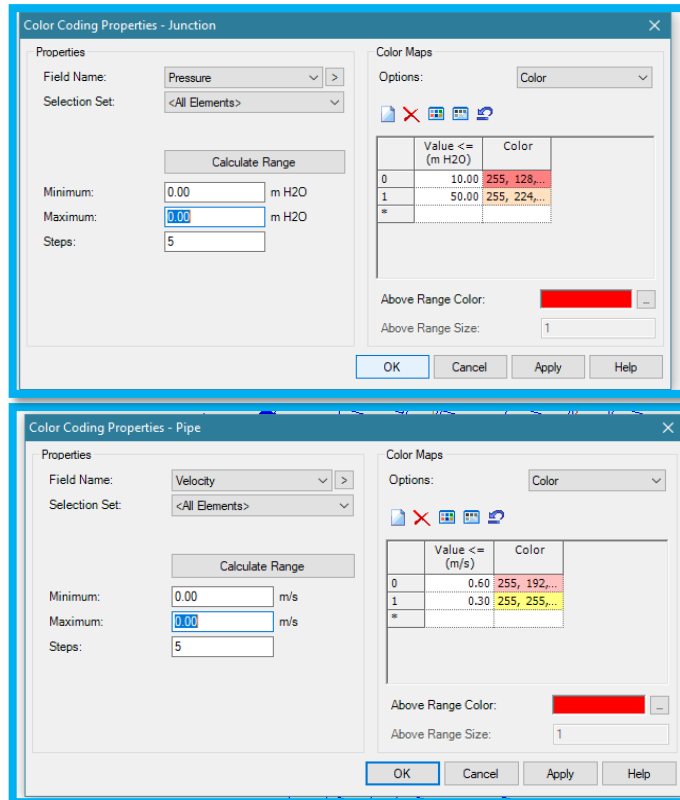 Color Coding Properties - Junction
Properties
Field Name: Pressure >
Selection Set: <All Elements>
Calculate Range
Minimum: 0.00 m H2O
Maximum: 0.00 m H2O
Steps: 5
Color Maps
Options: Color
Value <= (m H2O) Color
0 10.00 255, 128,...
1 50.00 255, 224,...
*
Above Range Color: ...
Above Range Size: 1
OK Cancel Apply Help
Color Coding Properties - Pipe
Properties
Field Name: Velocity >
Selection Set: <All Elements>
Calculate Range
Minimum: 0.00 m/s
Maximum: 0.00 m/s
Steps: 5
Color Maps
Options: Color
Value <= (m/s) Color
0 0.60 255, 192,...
1 0.30 255, 255,...
*
Above Range Color: ...
Above Range Size: 1
OK Cancel Apply Help